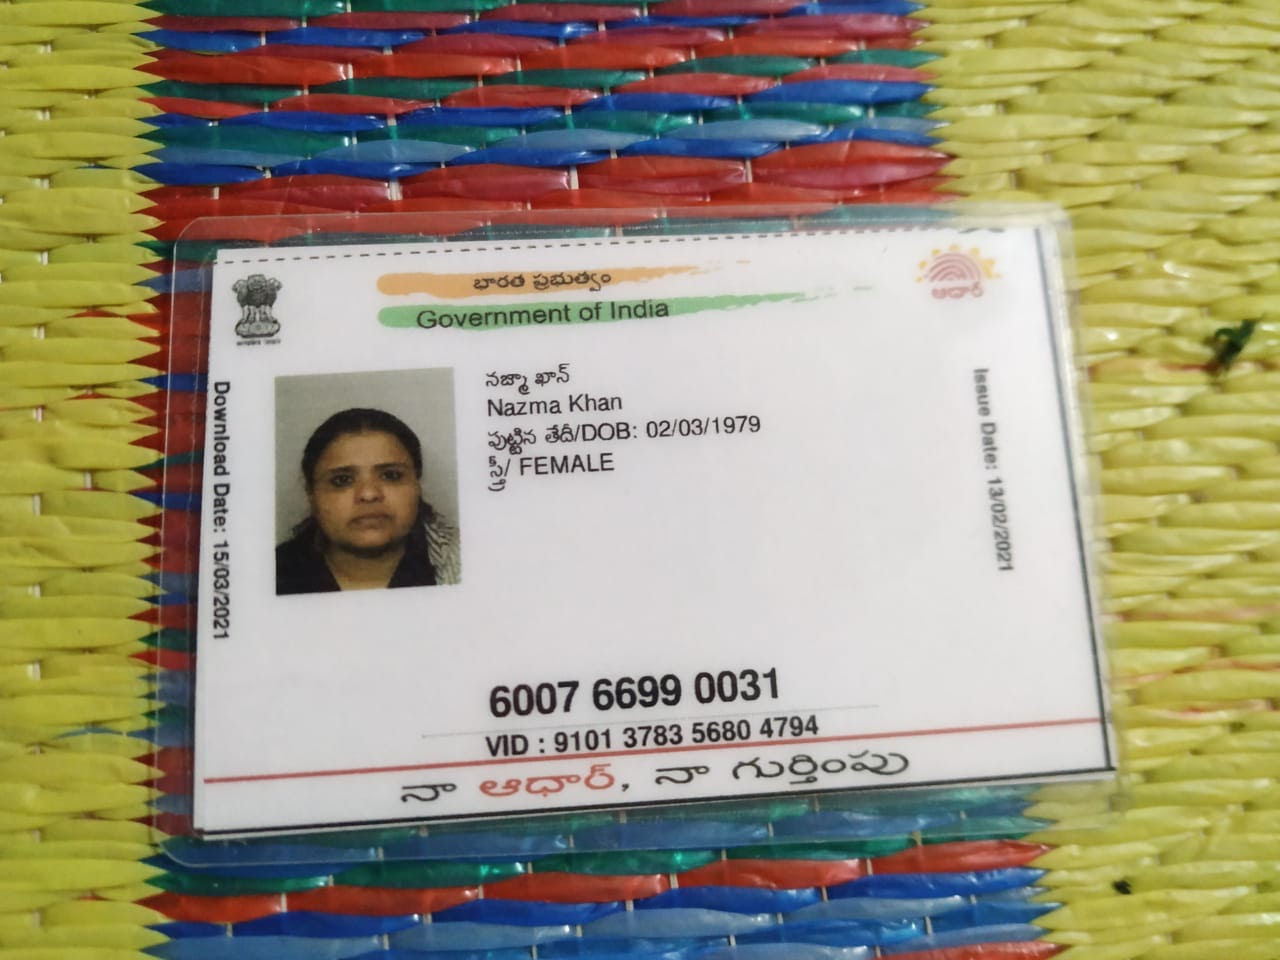 భారత ప్రభుత్వం
Government of India
ఆధార్
Download Date: 15/03/2021
నజ్మా ఖాన్
Nazma Khan
పుట్టిన తేదీ/DOB: 02/03/1979
స్త్రీ/ FEMALE
Issue Date: 13/02/2021
6007 6699 0031
VID : 9101 3783 5680 4794
నా ఆధార్, నా గుర్తింపు